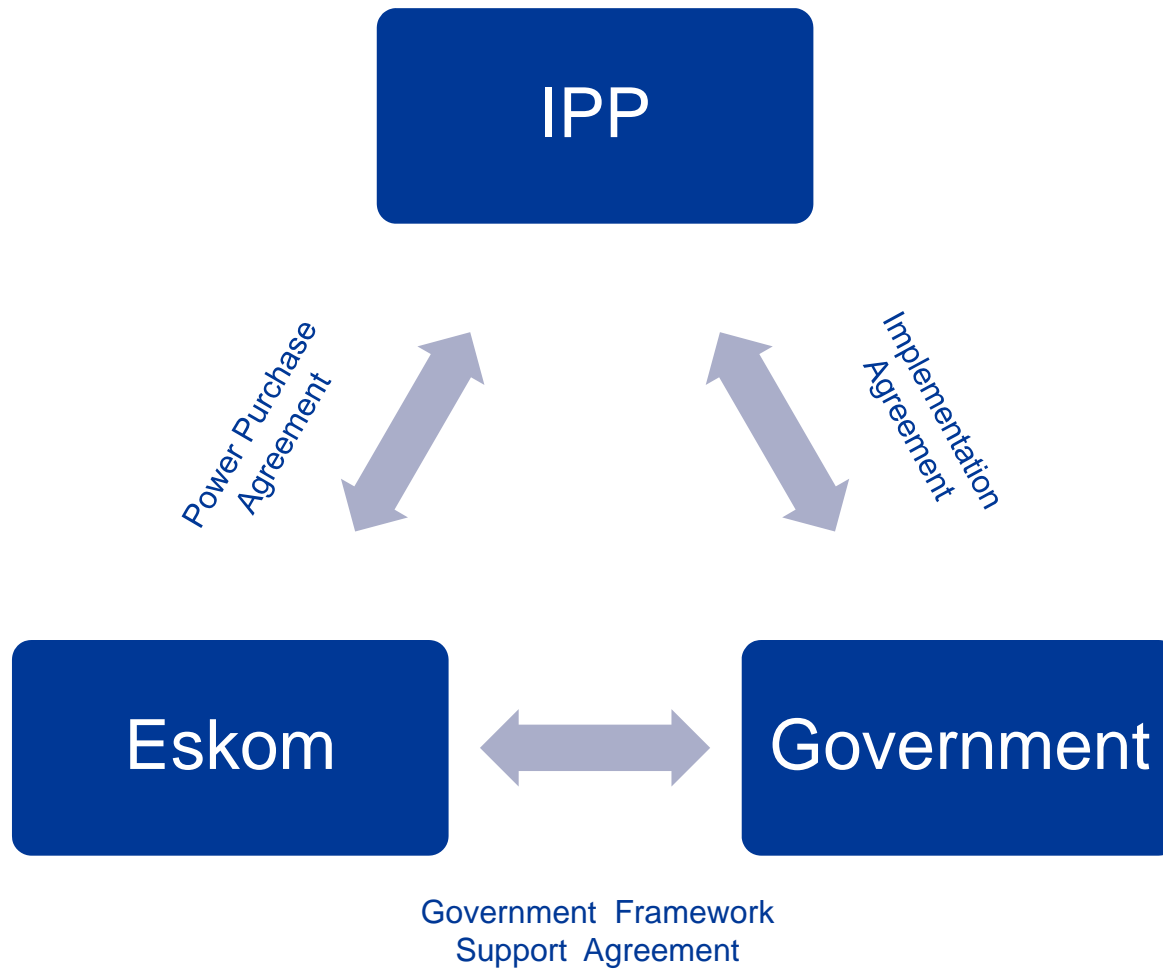 IPP
Power Purchase
Agreement
Implementation
Agreement
Eskom
Government
Government Framework
Support Agreement